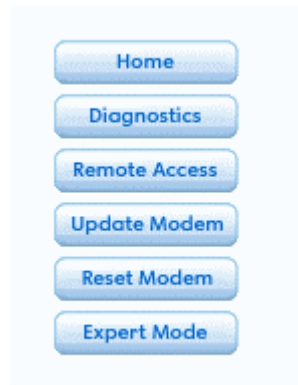 Home
Diagnostics
Remote Access
Update Modem
Reset Modem
Expert Mode